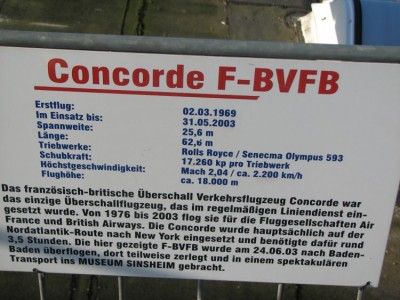 Concorde F-BVFB
Erstflug: 02.03.1969
Im Einsatz bis: 31.05.2003
Spannweite: 25,6 m
Länge: 62,6 m
Triebwerke: Rolls Royce / Senecma Olympus 593
Schubkraft: 17.260 kp pro Triebwerk
Höchstgeschwindigkeit: Mach 2,04 / ca. 2.200 km/h
Flughöhe: ca. 18.000 m
Das französisch-britische Überschall Verkehrsflugzeug Concorde war
das einzige Überschallflugzeug, das im regelmäßigen Liniendienst ein-
gesetzt wurde. Von 1976 bis 2003 flog sie für die Fluggesellschaften Air
France und British Airways. Die Concorde wurde hauptsächlich auf der
Nordatlantik-Route nach New York eingesetzt und benötigte dafür rund
3,5 Stunden. Die hier gezeigte F-BVFB wurde am 24.06.03 nach Baden-
Baden überflogen, dort teilweise zerlegt und in einem spektakulären
Transport ins MUSEUM SINSHEIM gebracht.